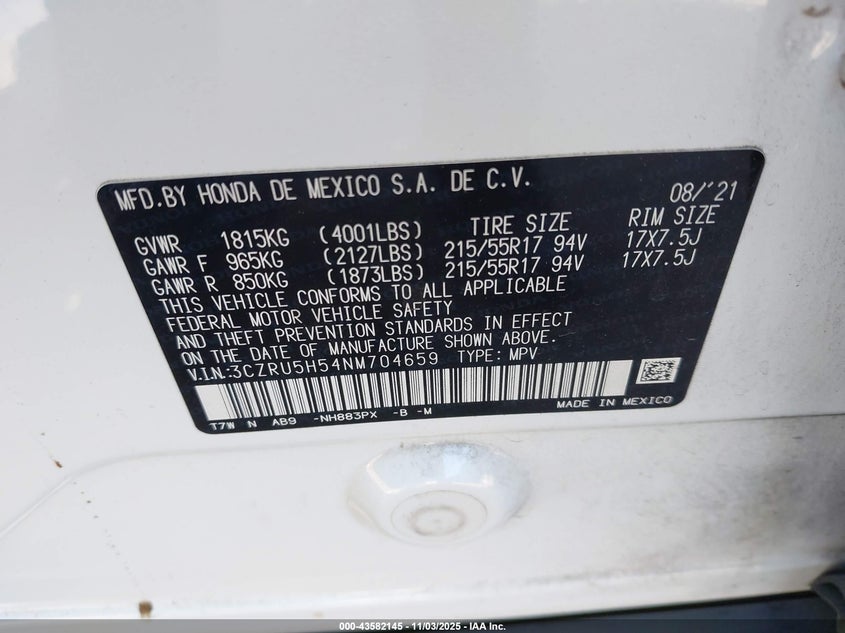 MFD.BY HONDA DE MEXICO S.A. DE C.V. 08/'21
TIRE SIZE RIM SIZE
GVWR 1815KG (4001LBS)
GAWR F 965KG (2127LBS) 215/55R17 94V 17X7.5J
GAWR R 850KG (1873LBS) 215/55R17 94V 17X7.5J
THIS VEHICLE CONFORMS TO ALL APPLICABLE
FEDERAL MOTOR VEHICLE SAFETY
AND THEFT PREVENTION STANDARDS IN EFFECT
ON THE DATE OF MANUFACTURE SHOWN ABOVE.
V.I.N:3CZRU5H54NM704659 TYPE: MPV
T7W N AB9 -NH883PX -B -M MADE IN MEXICO
000-43582145 - 11/03/2025 - IAA Inc.